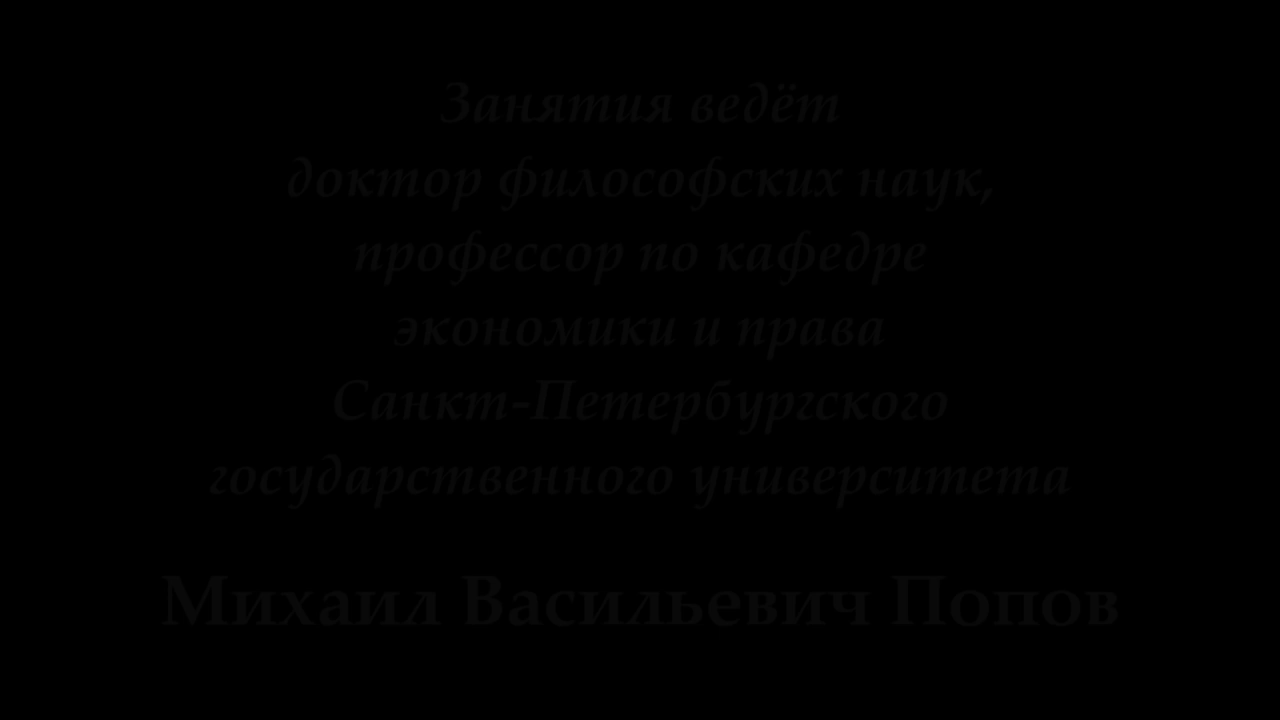 Занятия ведёт
доктор философских наук,
профессор по кафедре
экономики и права
Санкт-Петербургского
государственного университета
Михаил Васильевич Попов